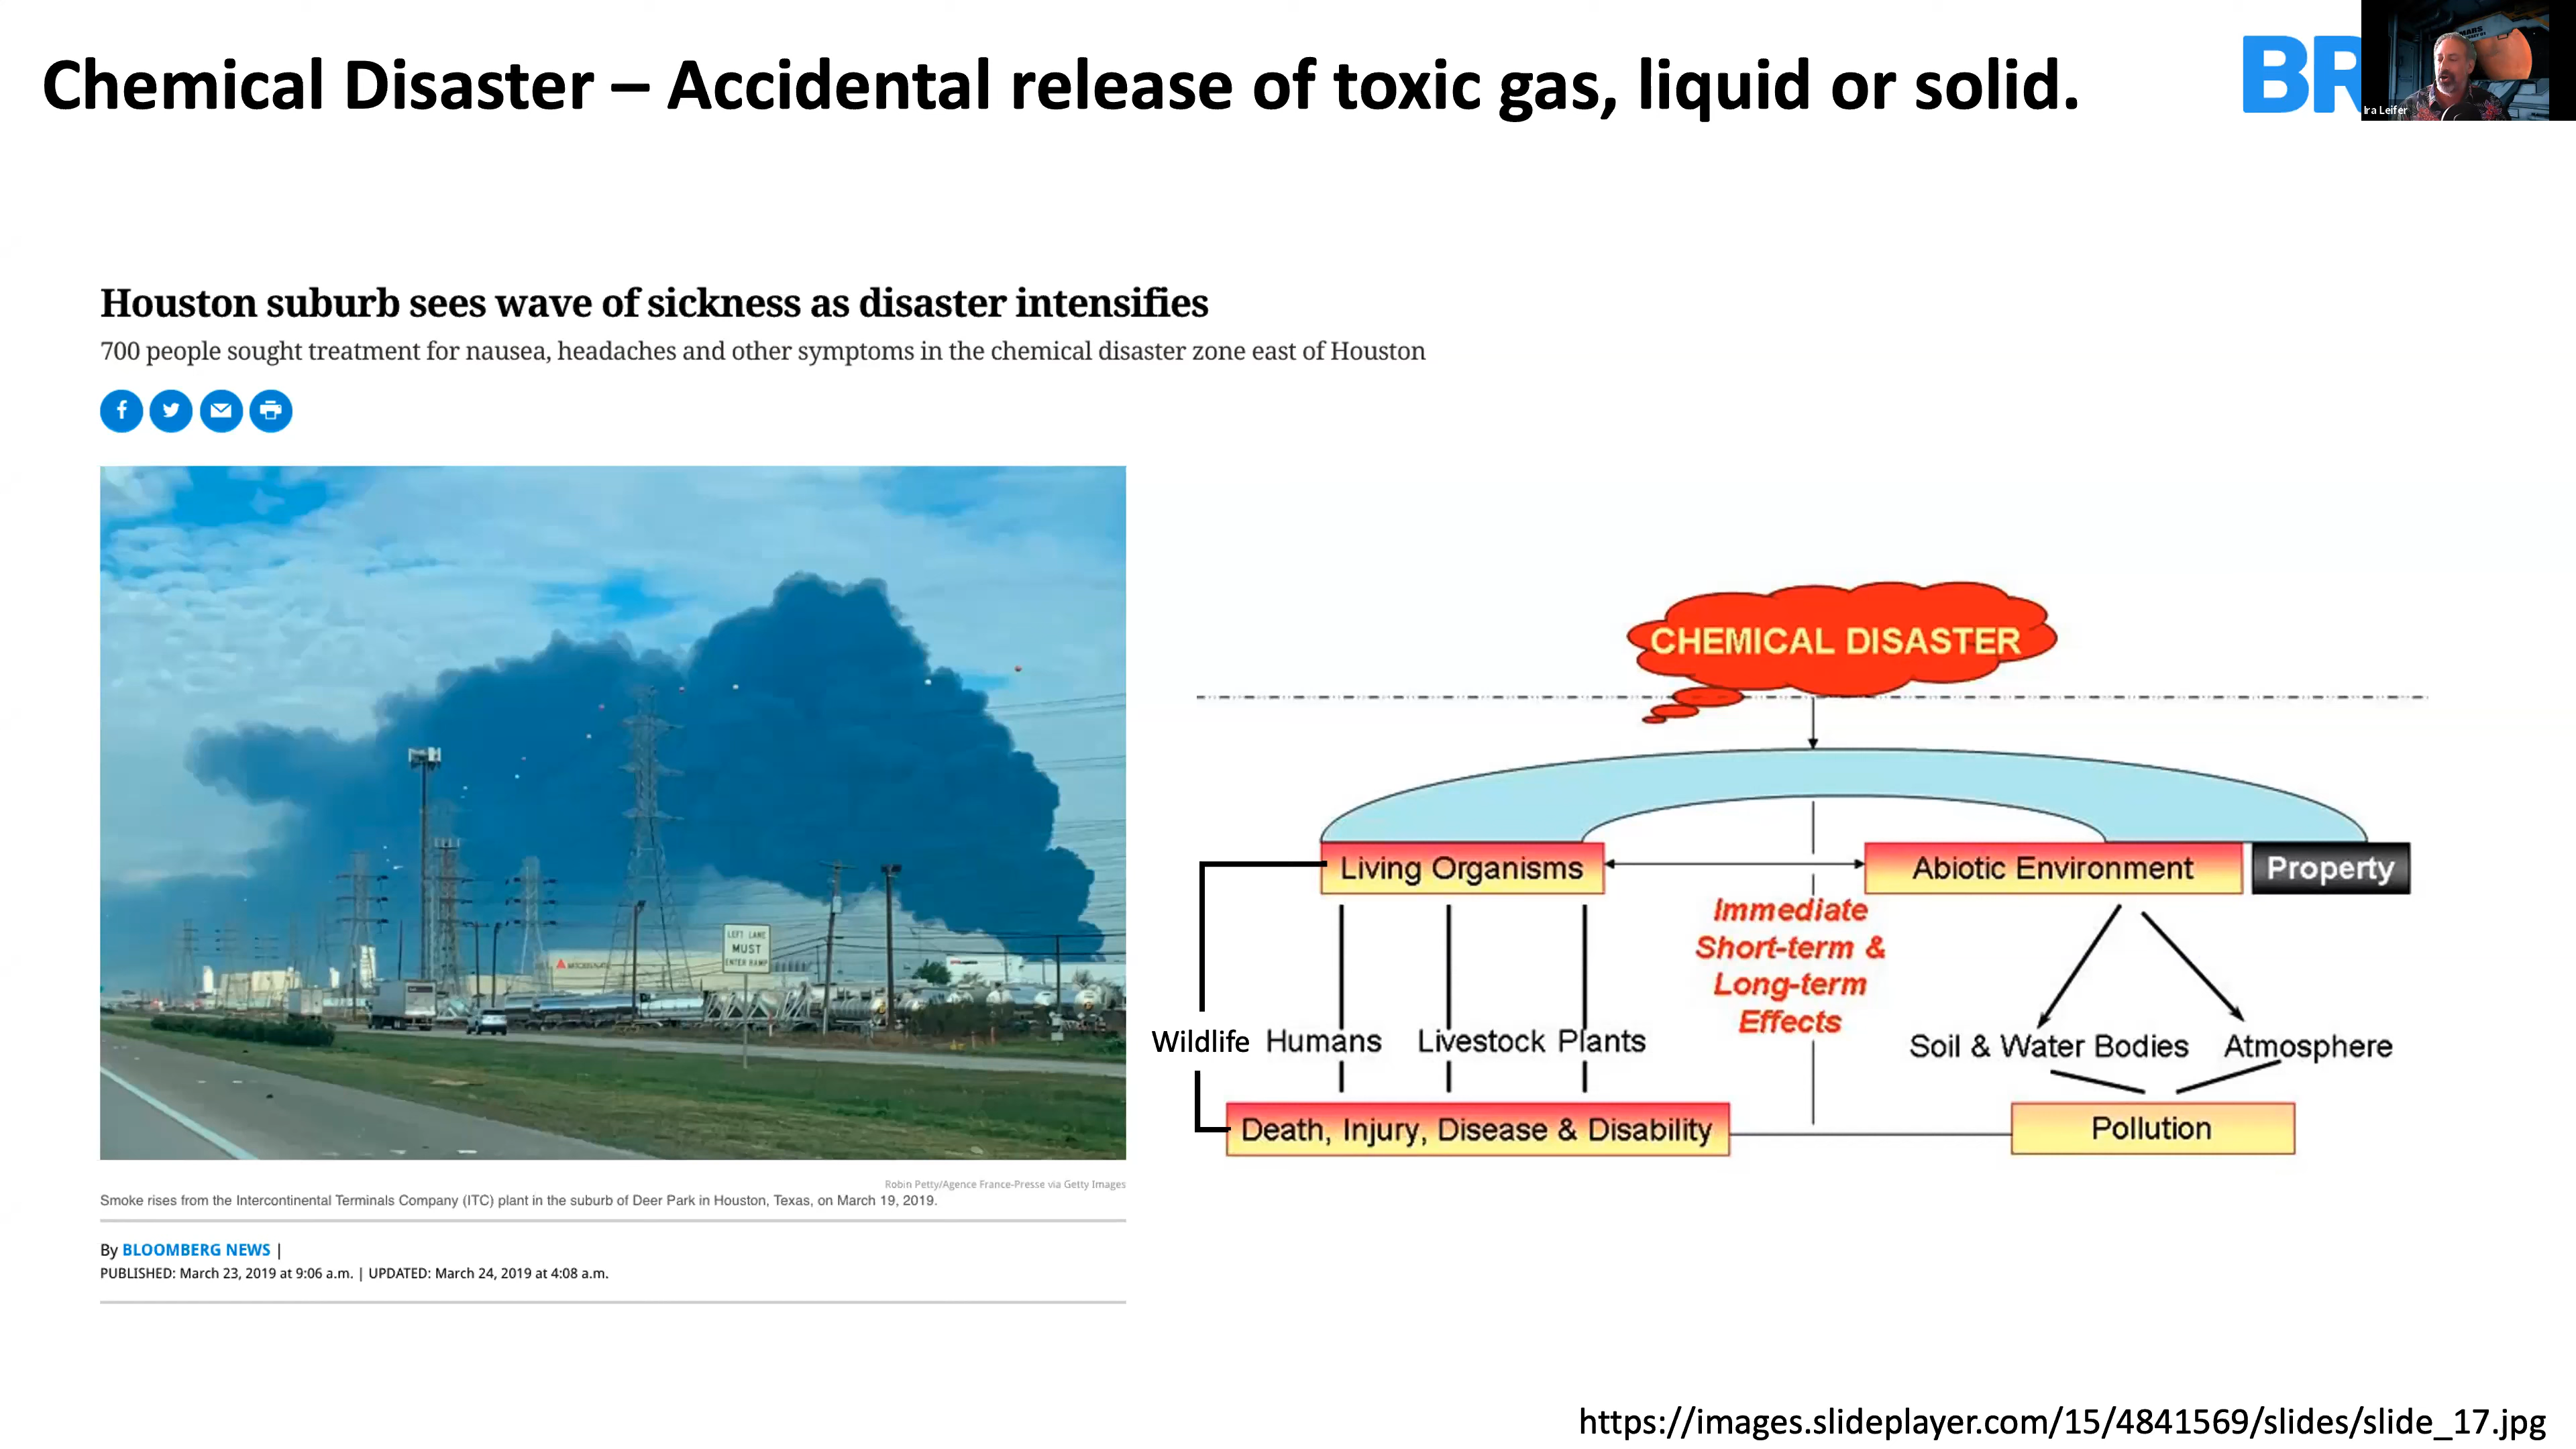 Chemical Disaster – Accidental release of toxic gas, liquid or solid.
BR
Ira Leifer
Houston suburb sees wave of sickness as disaster intensifies
700 people sought treatment for nausea, headaches and other symptoms in the chemical disaster zone east of Houston
LEFT LANE
MUST
ENTER RAMP
Robin Petty/Agence France-Presse via Getty Images
Smoke rises from the Intercontinental Terminals Company (ITC) plant in the suburb of Deer Park in Houston, Texas, on March 19, 2019.
By BLOOMBERG NEWS |
PUBLISHED: March 23, 2019 at 9:06 a.m. | UPDATED: March 24, 2019 at 4:08 a.m.
CHEMICAL DISASTER
Living Organisms
Abiotic Environment
Property
Immediate
Short-term &
Long-term
Effects
Wildlife Humans Livestock Plants
Soil & Water Bodies Atmosphere
Death, Injury, Disease & Disability
Pollution
https://images.slideplayer.com/15/4841569/slides/slide_17.jpg